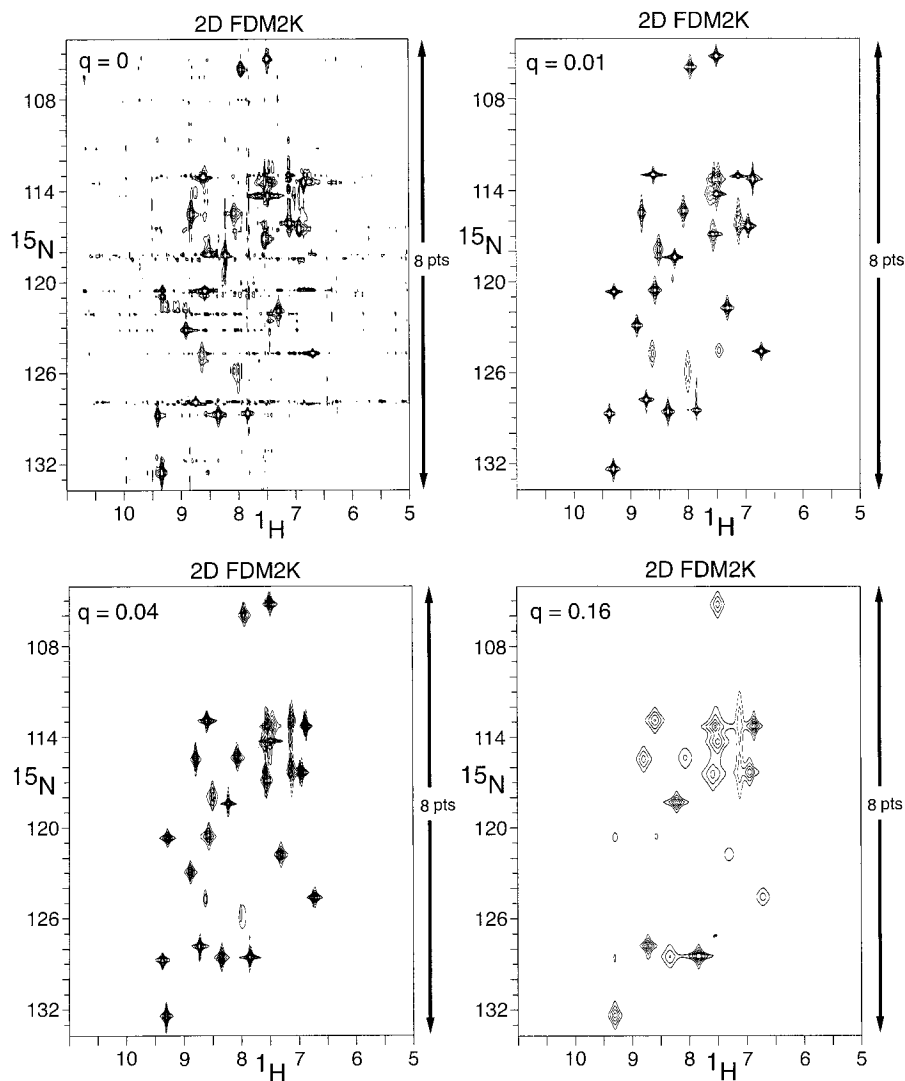 2D FDM2K
q = 0
108
114
15N
120
126
132
10 9 8 7 6 5
1H
8 pts
2D FDM2K
q = 0.01
108
114
15N
120
126
132
10 9 8 7 6 5
1H
8 pts
2D FDM2K
q = 0.04
108
114
15N
120
126
132
10 9 8 7 6 5
1H
8 pts
2D FDM2K
q = 0.16
108
114
15N
120
126
132
10 9 8 7 6 5
1H
8 pts